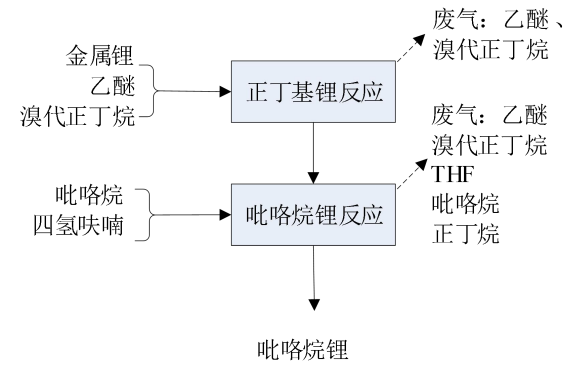 金属锂
乙醚
溴代正丁烷
正丁基锂反应
废气：乙醚、
溴代正丁烷
吡咯烷
四氢呋喃
吡咯烷锂反应
废气：乙醚
溴代正丁烷
THF
吡咯烷
正丁烷
吡咯烷锂